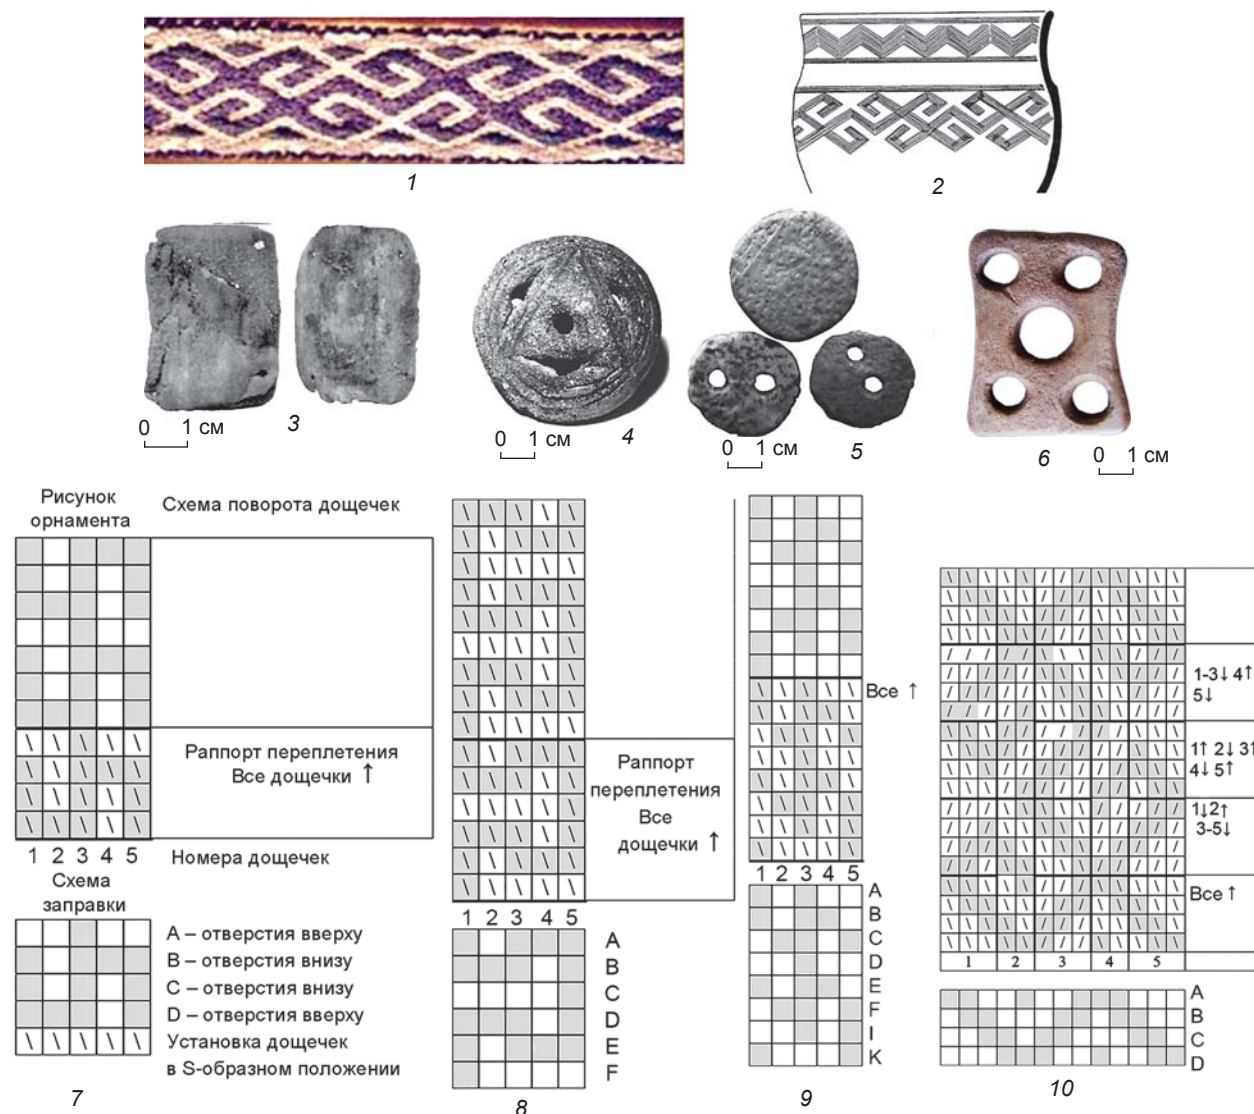 1
2
0 1 см
3
0 1 см
4
0 1 см
5
6
0 1 см
Рисунок
орнамента
Схема поворота дощечек
Раппорт переплетения
Все дощечки ↑
1 2 3 4 5
Номера дощечек
Схема
заправки
A – отверстия вверху
B – отверстия внизу
C – отверстия внизу
D – отверстия вверху
Установка дощечек
в S-образном положении
7
Раппорт
переплетения
Все
дощечки ↑
1 2 3 4 5
A
B
C
D
E
F
8
Все ↑
1 2 3 4 5
A
B
C
D
E
F
I
K
9
1-3↓ 4↑
5↓
1↑ 2↓ 3↑
4↓ 5↑
1↓2↑
3-5↓
Все ↑
1 2 3 4 5
A
B
C
D
10